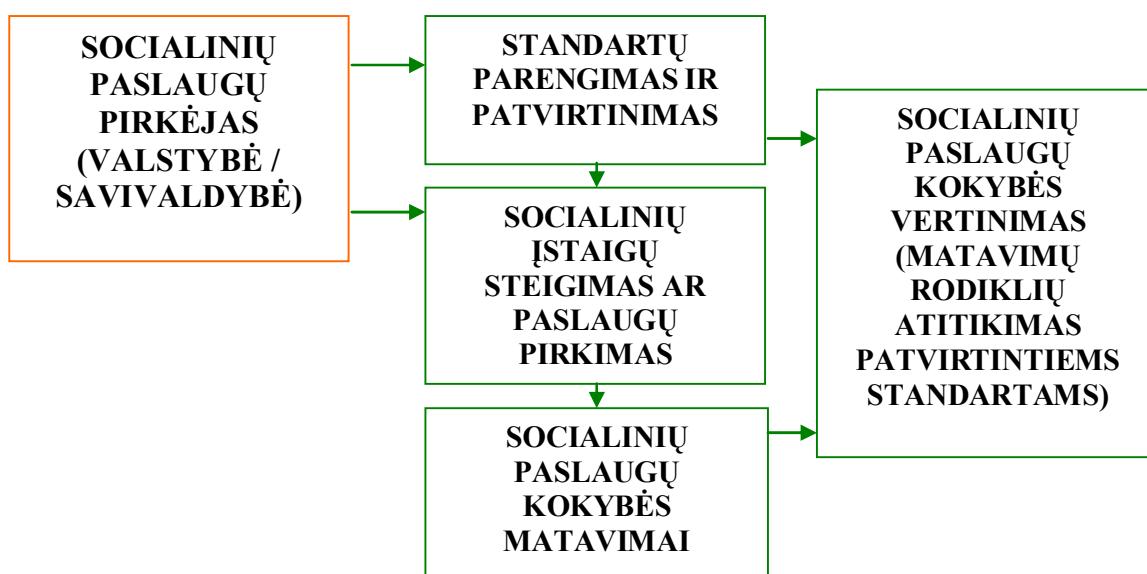 SOCIALINIŲ
PASLAUGŲ
PIRKĖJAS
(VALSTYBĖ /
SAVIVALDYBĖ)
STANDARTŲ
PARENGIMAS IR
PATVIRTINIMAS
SOCIALINIŲ
ĮSTAIGŲ
STEIGIMAS AR
PASLAUGŲ
PIRKIMAS
SOCIALINIŲ
PASLAUGŲ
KOKYBĖS
MATAVIMAI
SOCIALINIŲ
PASLAUGŲ
KOKYBĖS
VERTINIMAS
(MATAVIMŲ
RODIKLIŲ
ATITIKIMAS
PATVIRTINTIEMS
STANDARTAMS)